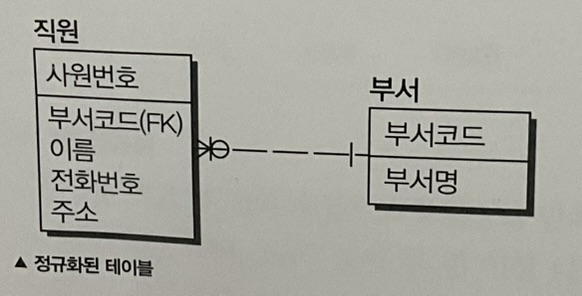 직원
사원번호
부서코드(FK)
이름
전화번호
주소
부서
부서코드
부서명
▲ 정규화된 테이블